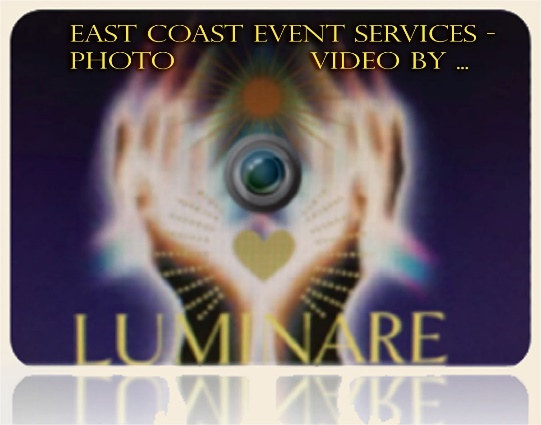 EAST COAST EVENT SERVICES -
PHOTO VIDEO BY ...
LUMINARE